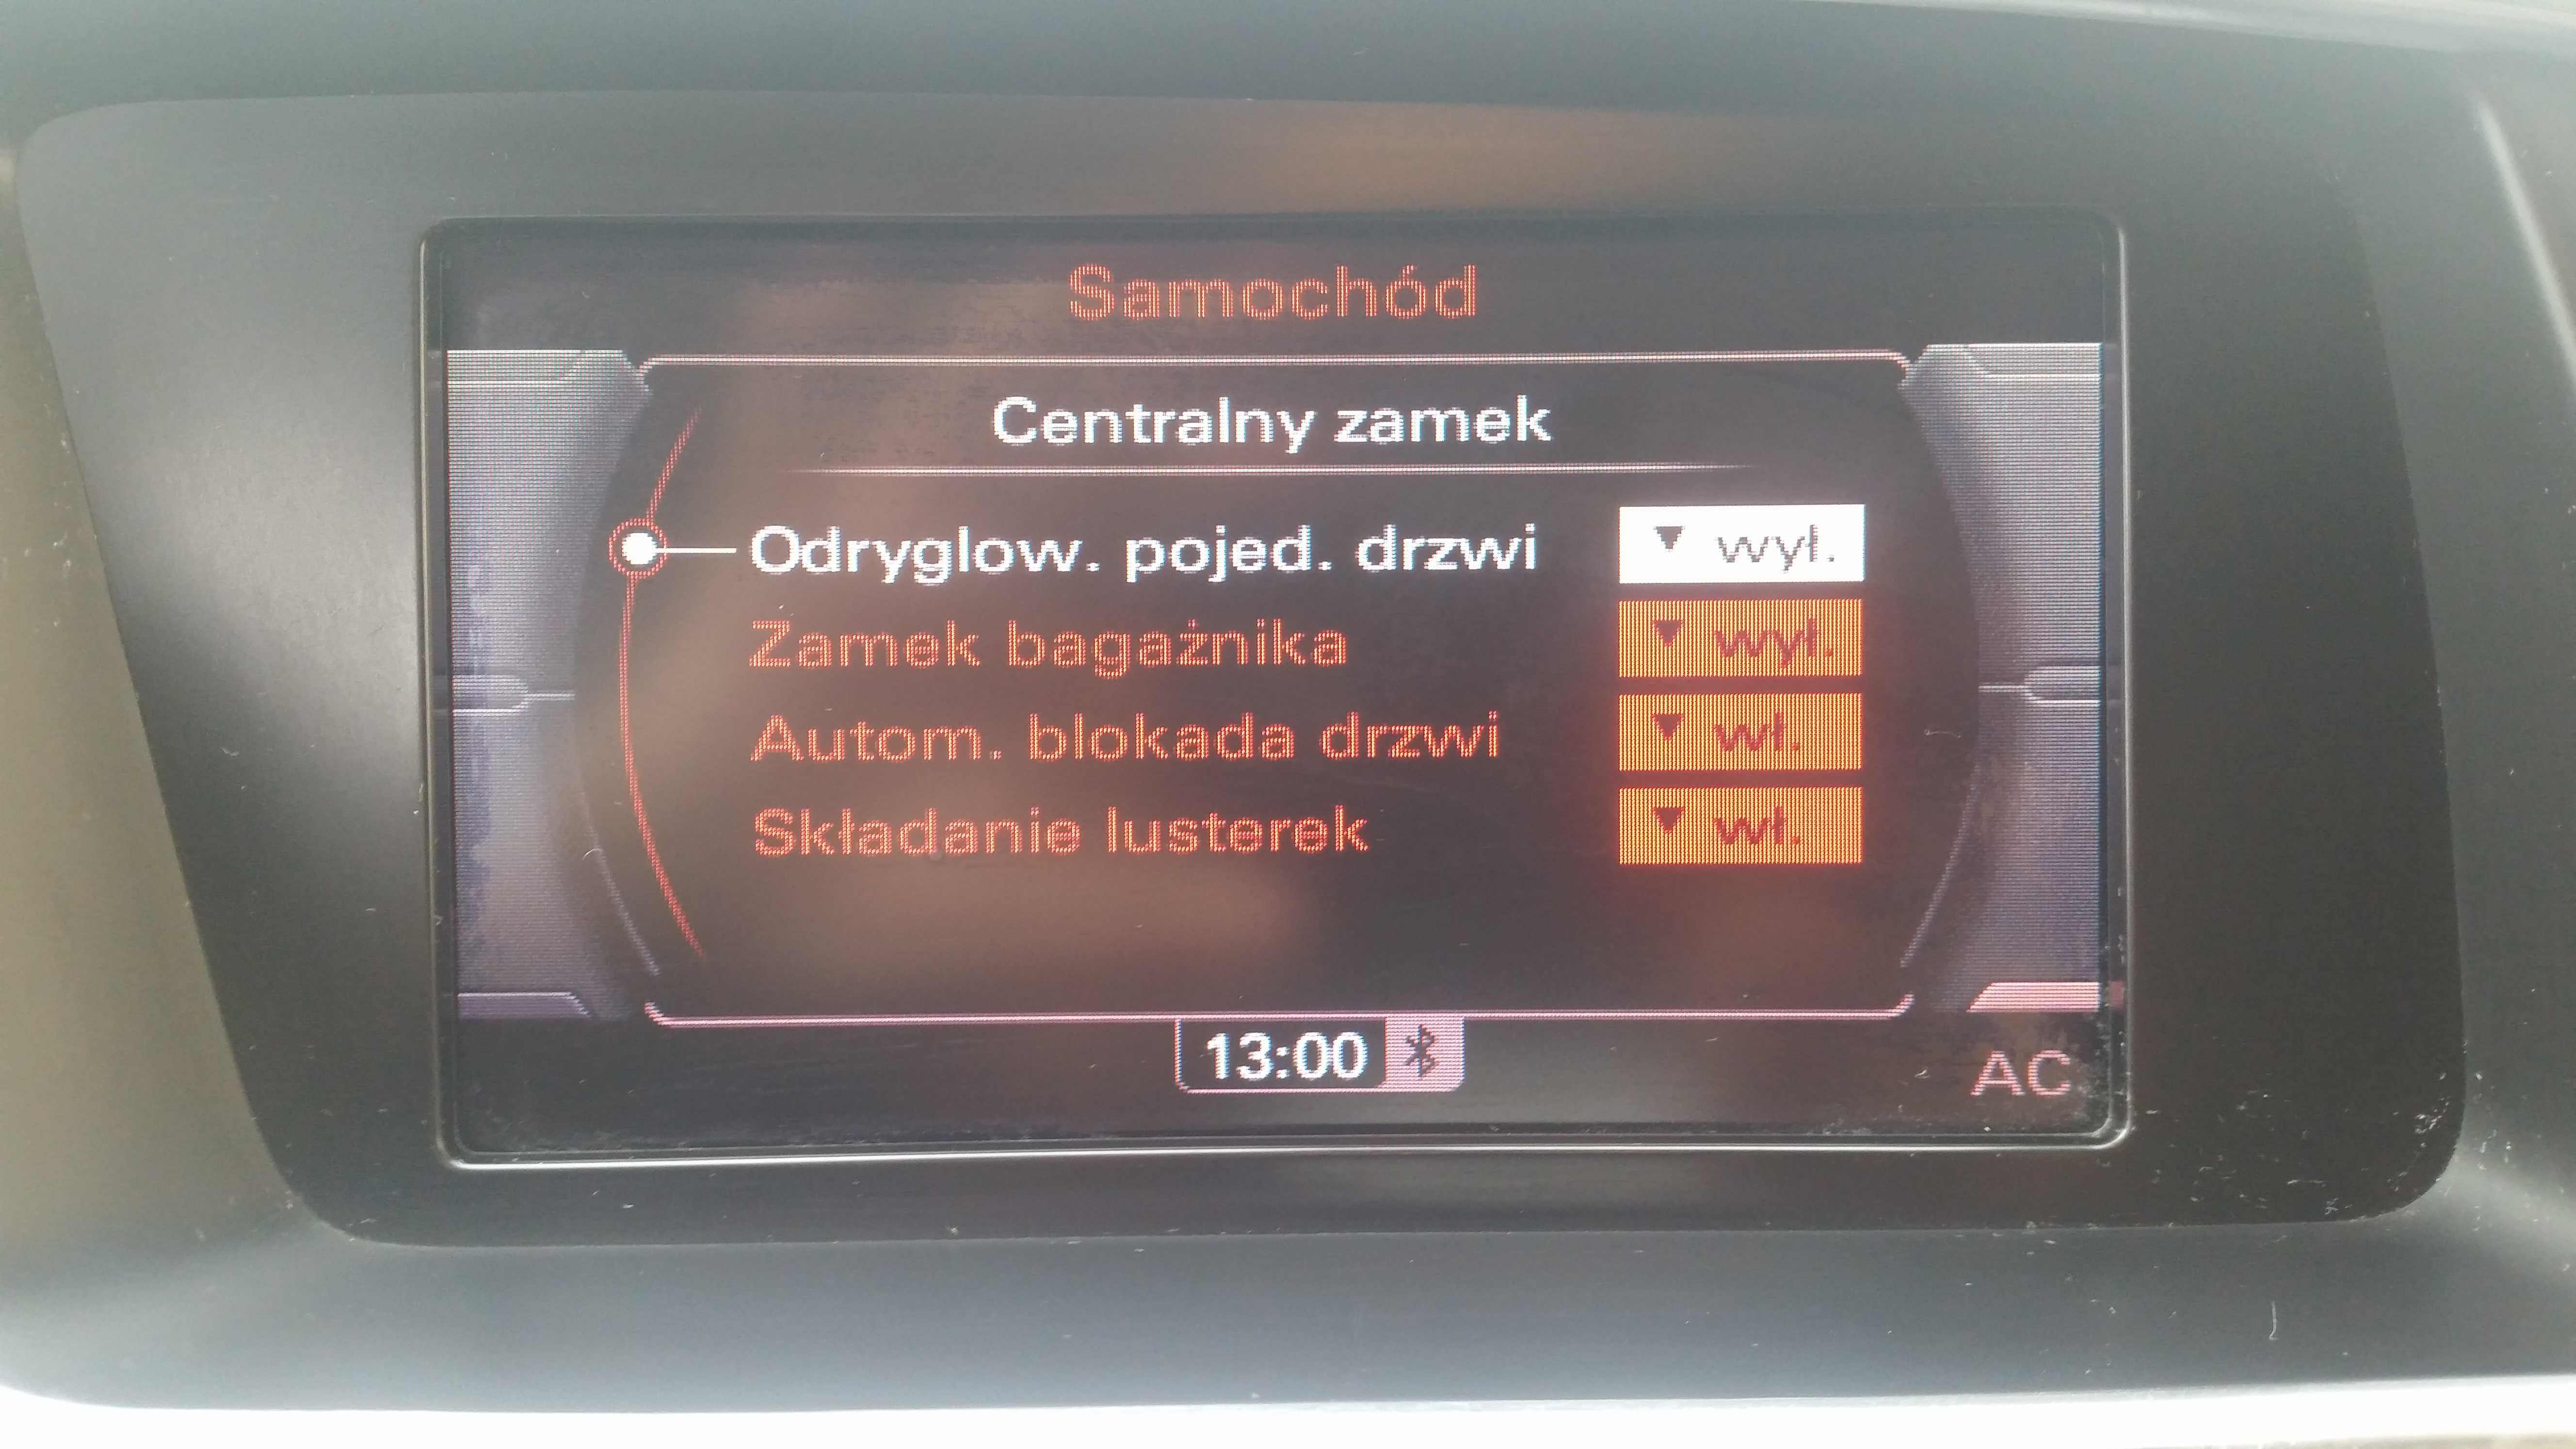 Samochód
Centralny zamek
Odryglow. pojed. drzwi ▼ wył.
Zamek bagażnika ▼ wył.
Autom. blokada drzwi ▼ wł.
Składanie lusterek ▼ wł.
13:00
AC